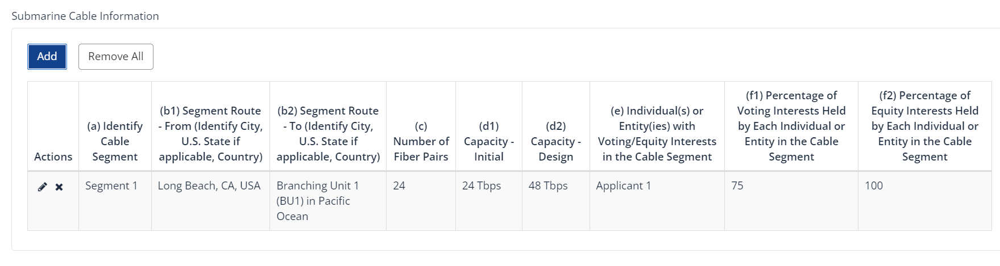 Submarine Cable Information
Add
Remove All
Actions
(a) Identify
Cable
Segment
(b1) Segment Route
- From (Identify City,
U.S. State if
applicable, Country)
(b2) Segment Route
- To (Identify City,
U.S. State if
applicable, Country)
(c)
Number of
Fiber Pairs
(d1)
Capacity -
Initial
(d2)
Capacity -
Design
(e) Individual(s) or
Entity(ies) with
Voting/Equity Interests
in the Cable Segment
(f1) Percentage of
Voting Interests Held
by Each Individual or
Entity in the Cable
Segment
(f2) Percentage of
Equity Interests Held
by Each Individual or
Entity in the Cable
Segment
Segment 1
Long Beach, CA, USA
Branching Unit 1
(BU1) in Pacific
Ocean
24
24 Tbps
48 Tbps
Applicant 1
75
100